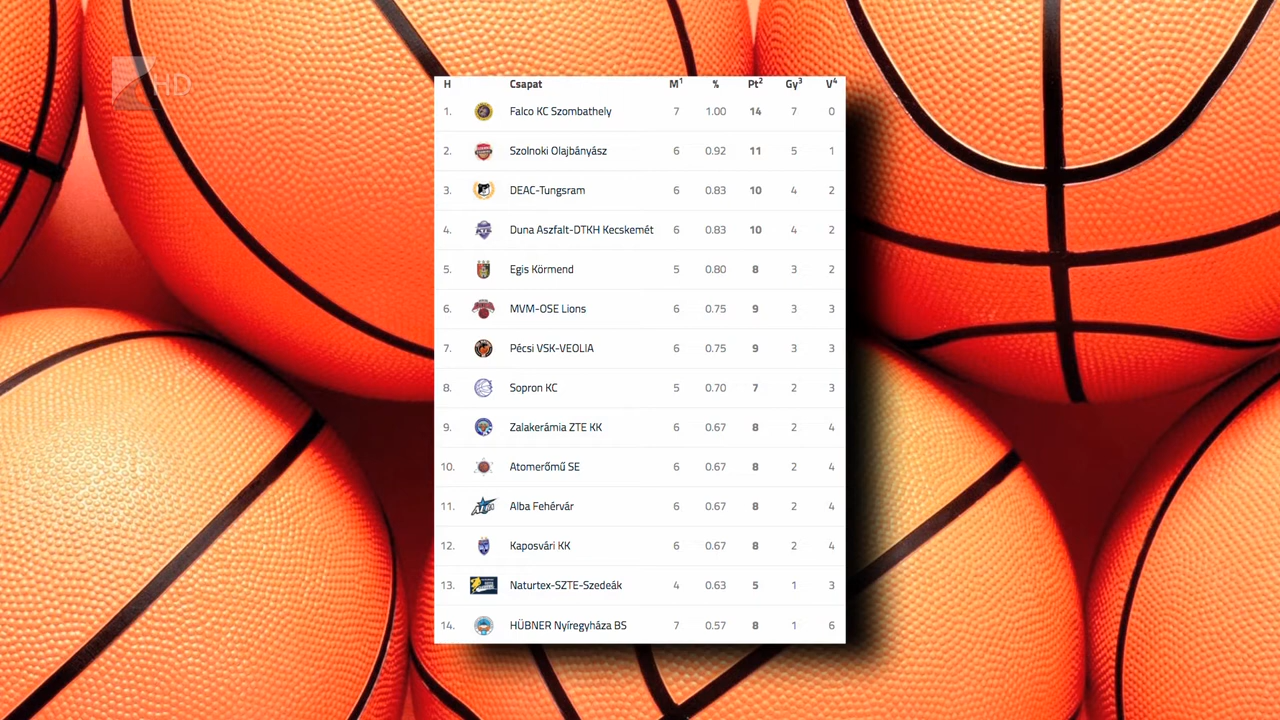 HD
H Csapat M¹ % Pt² Gy³ V⁴
1. Falco KC Szombathely 7 1.00 14 7 0
2. Szolnoki Olajbányász 6 0.92 11 5 1
3. DEAC-Tungsram 6 0.83 10 4 2
4. Duna Aszfalt-DTKH Kecskemét 6 0.83 10 4 2
5. Egis Körmend 5 0.80 8 3 2
6. MVM-OSE Lions 6 0.75 9 3 3
7. Pécsi VSK-VEOLIA 6 0.75 9 3 3
8. Sopron KC 5 0.70 7 2 3
9. Zalakerámia ZTE KK 6 0.67 8 2 4
10. Atomerőmű SE 6 0.67 8 2 4
11. Alba Fehérvár 6 0.67 8 2 4
12. Kaposvári KK 6 0.67 8 2 4
13. Naturtex-SZTE-Szedeák 4 0.63 5 1 3
14. HÜBNER Nyíregyháza BS 7 0.57 8 1 6